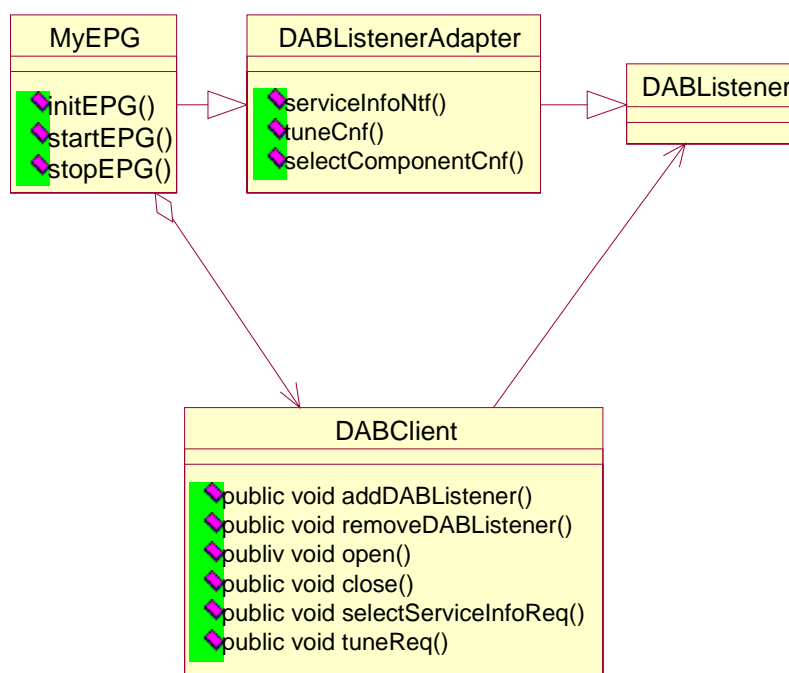 MyEPG
initEPG()
startEPG()
stopEPG()
DABListenerAdapter
serviceInfoNtf()
tuneCnf()
selectComponentCnf()
DABListener
DABClient
public void addDABListener()
public void removeDABListener()
publiv void open()
public void close()
public void selectServiceInfoReq()
public void tuneReq()